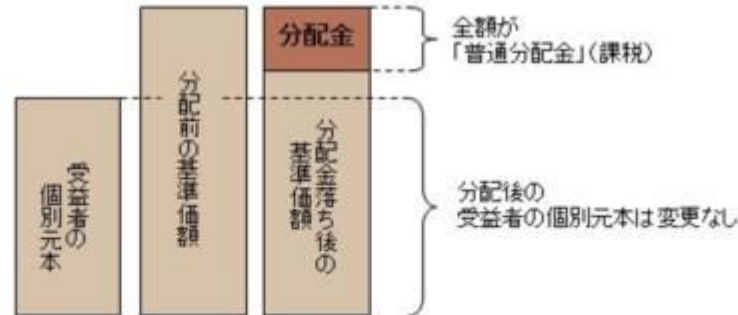 受益者の
個別元本
分配前の基準価額
分配金
分配金落ち後の
基準価額
全額が
「普通分配金」(課税)
分配後の
受益者の個別元本は変更なし